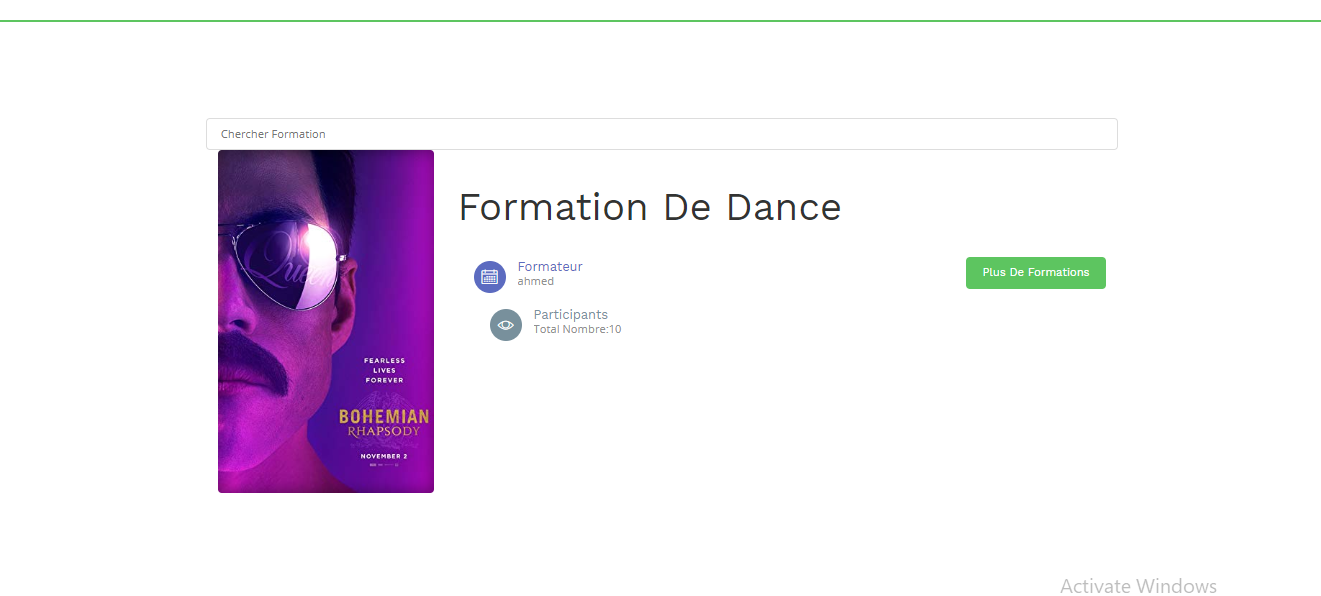 Chercher Formation
Queen
FEARLESS
LIVES
FOREVER
BOHEMIAN
RHAPSODY
NOVEMBER 2
Formation De Dance
Formateur
ahmed
Plus De Formations
Participants
Total Nombre:10
Activate Windows